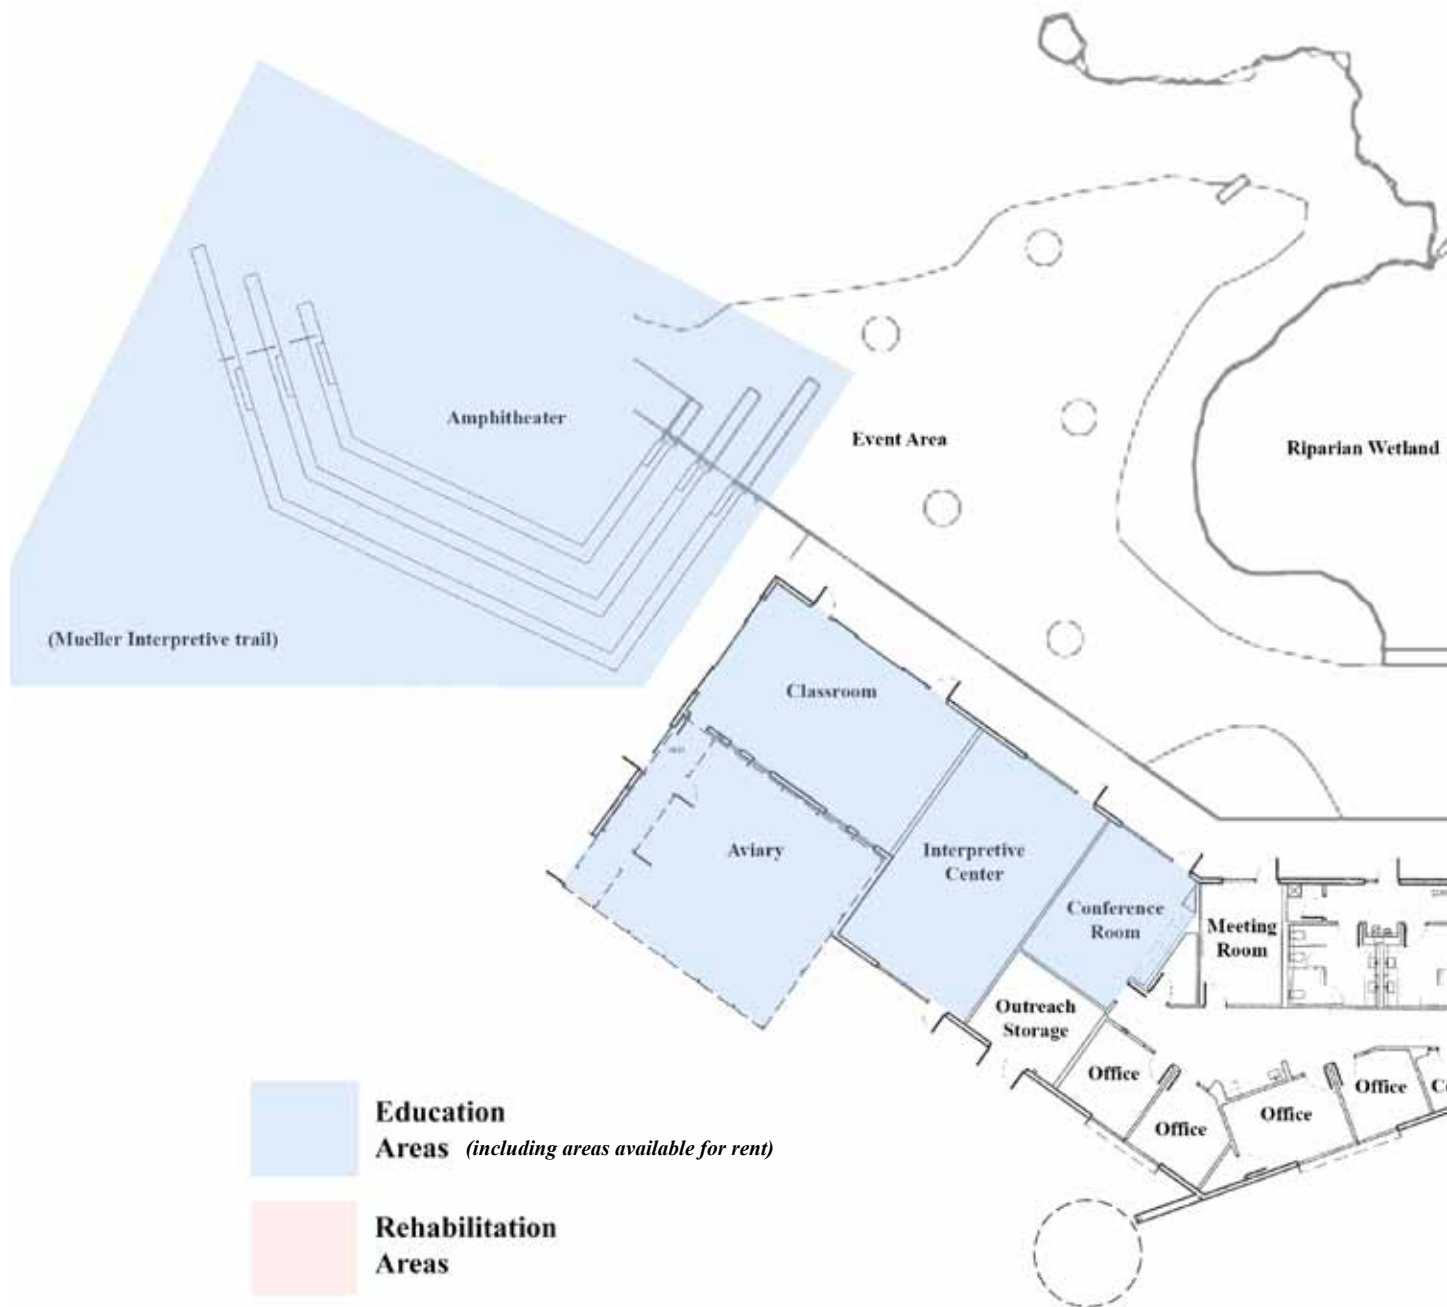 Amphitheater
Event Area
Riparian Wetland
(Mueller Interpretive trail)
Classroom
Aviary
Interpretive
Center
Conference
Room
Meeting
Room
Outreach
Storage
Office
Office
Office
Office
Education
Areas (including areas available for rent)
Rehabilitation
Areas